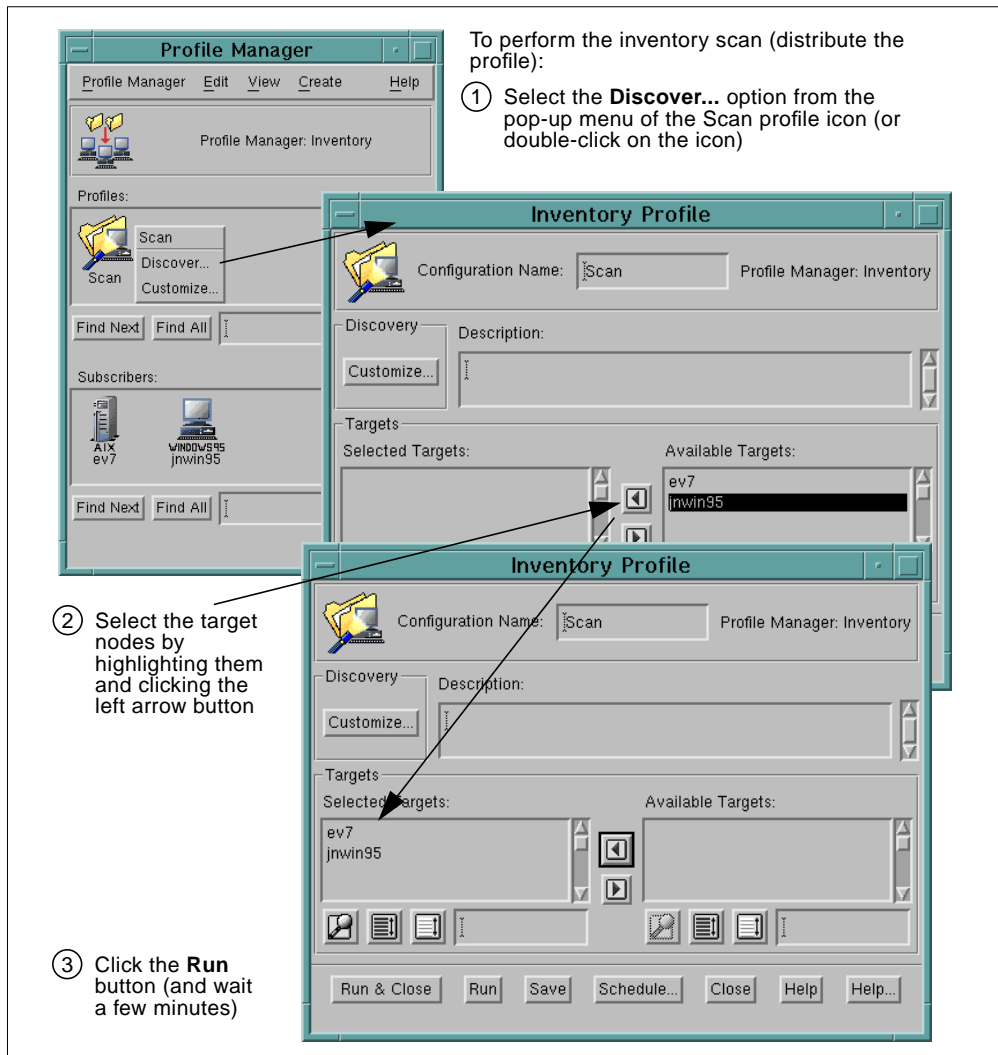 Profile Manager
Profile Manager Edit View Create Help
Profile Manager: Inventory
Profiles:
Scan
Scan
Discover...
Customize...
Find Next Find All
Subscribers:
AIX
ev7
WINDOWS95
jnwin95
Find Next Find All
To perform the inventory scan (distribute the
profile):
1 Select the Discover... option from the
pop-up menu of the Scan profile icon (or
double-click on the icon)
Inventory Profile
Configuration Name: Scan Profile Manager: Inventory
Discovery
Customize...
Description:
Targets
Selected Targets: Available Targets:
ev7
jnwin95
2 Select the target
nodes by
highlighting them
and clicking the
left arrow button
Inventory Profile
Configuration Name: Scan Profile Manager: Inventory
Discovery
Customize...
Description:
Targets
Selected Targets: Available Targets:
ev7
jnwin95
3 Click the Run
button (and wait
a few minutes)
Run & Close Run Save Schedule... Close Help Help...